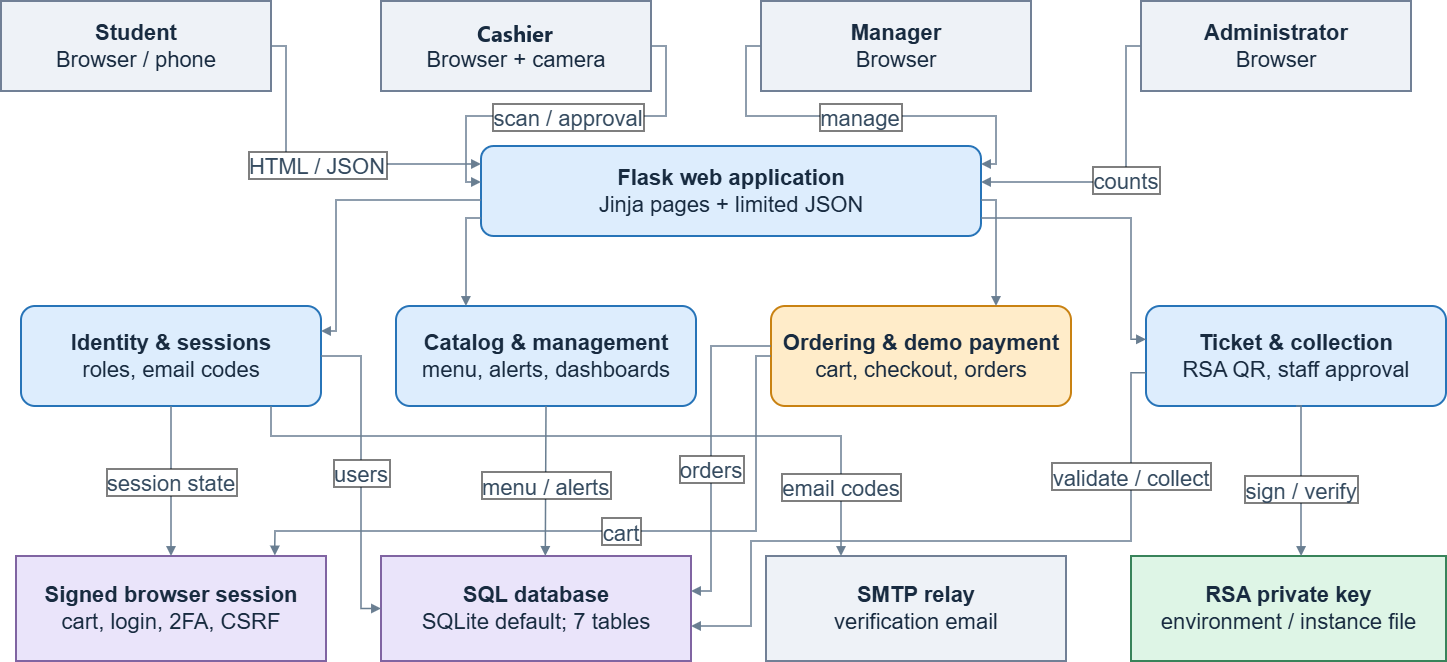 Student
Browser / phone
Cashier
Browser + camera
Manager
Browser
Administrator
Browser
scan / approval
manage
HTML / JSON
counts
Flask web application
Jinja pages + limited JSON
Identity & sessions
roles, email codes
Catalog & management
menu, alerts, dashboards
Ordering & demo payment
cart, checkout, orders
Ticket & collection
RSA QR, staff approval
session state
users
menu / alerts
orders
email codes
validate / collect
sign / verify
cart
Signed browser session
cart, login, 2FA, CSRF
SQL database
SQLite default; 7 tables
SMTP relay
verification email
RSA private key
environment / instance file